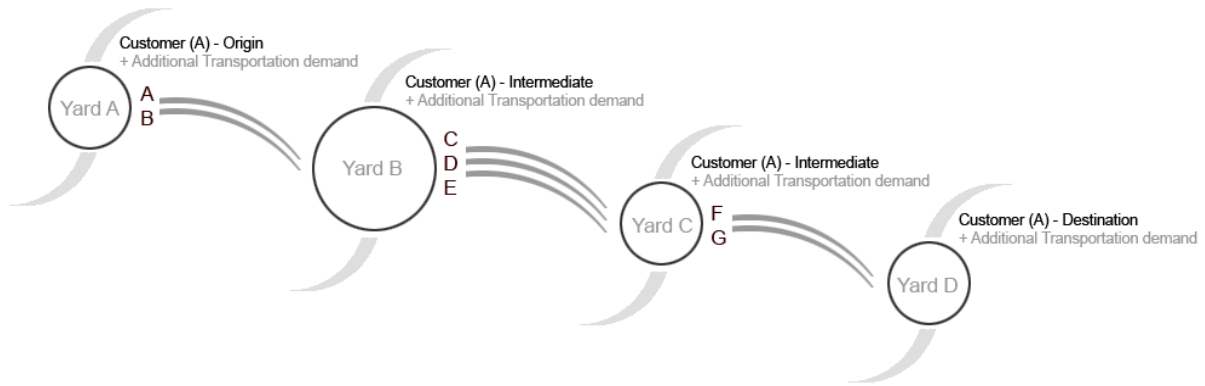 Customer (A) - Origin
+ Additional Transportation demand
Yard A
A
B
Customer (A) - Intermediate
+ Additional Transportation demand
Yard B
C
D
E
Customer (A) - Intermediate
+ Additional Transportation demand
Yard C
F
G
Customer (A) - Destination
+ Additional Transportation demand
Yard D